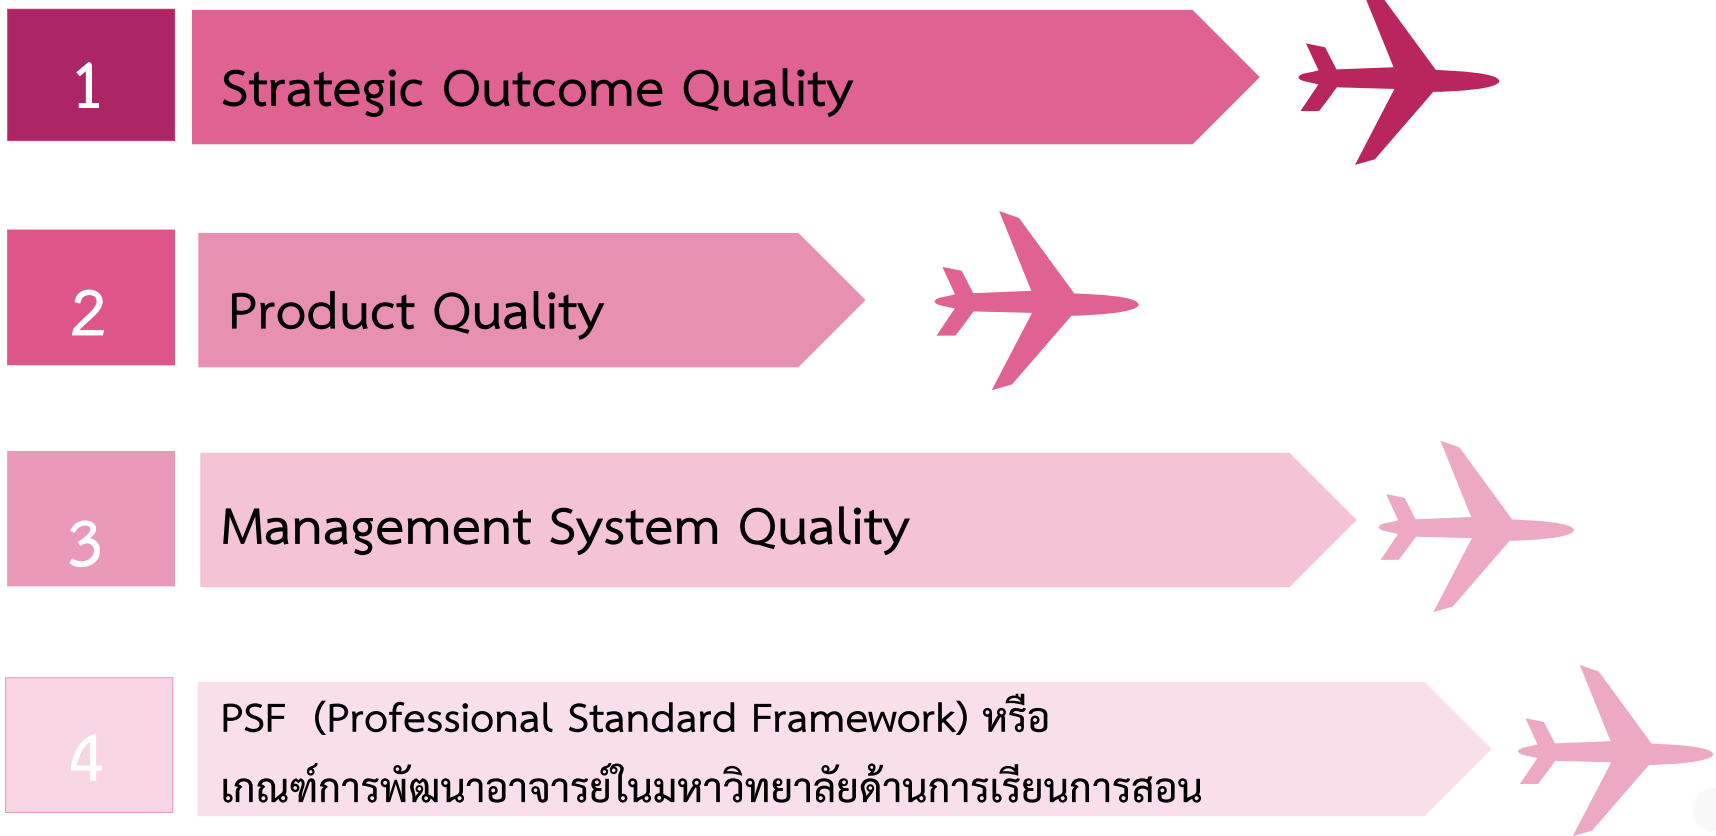 1
Strategic Outcome Quality
2
Product Quality
3
Management System Quality
4
PSF (Professional Standard Framework) หรือ
เกณฑ์การพัฒนาอาจารย์ในมหาวิทยาลัยด้านการเรียนการสอน